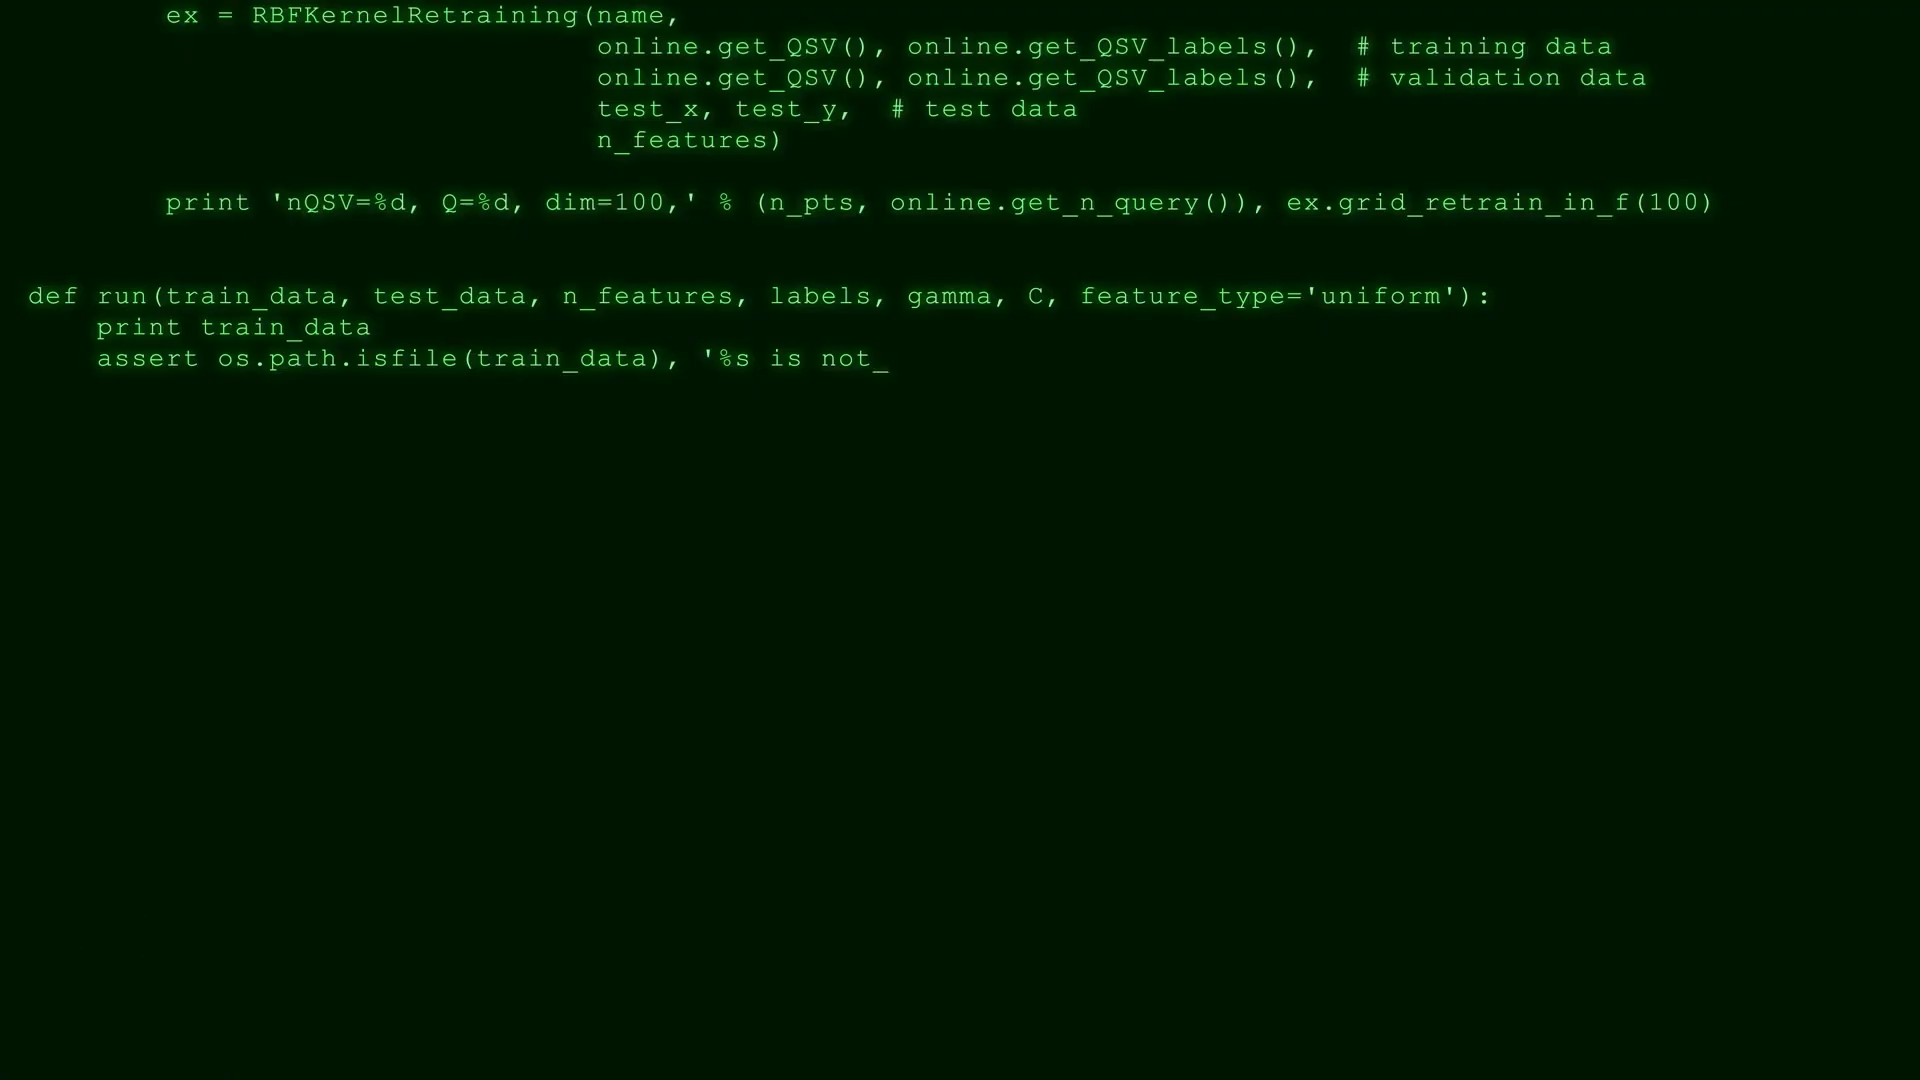 ex = RBFKernelRetraining(name,
online.get_QSV(), online.get_QSV_labels(),  # training data
online.get_QSV(), online.get_QSV_labels(),  # validation data
test_x, test_y,  # test data
n_features)
print 'nQSV=%d, Q=%d, dim=100,' % (n_pts, online.get_n_query()), ex.grid_retrain_in_f(100)
def run(train_data, test_data, n_features, labels, gamma, C, feature_type='uniform'):
print train_data
assert os.path.isfile(train_data), '%s is not_